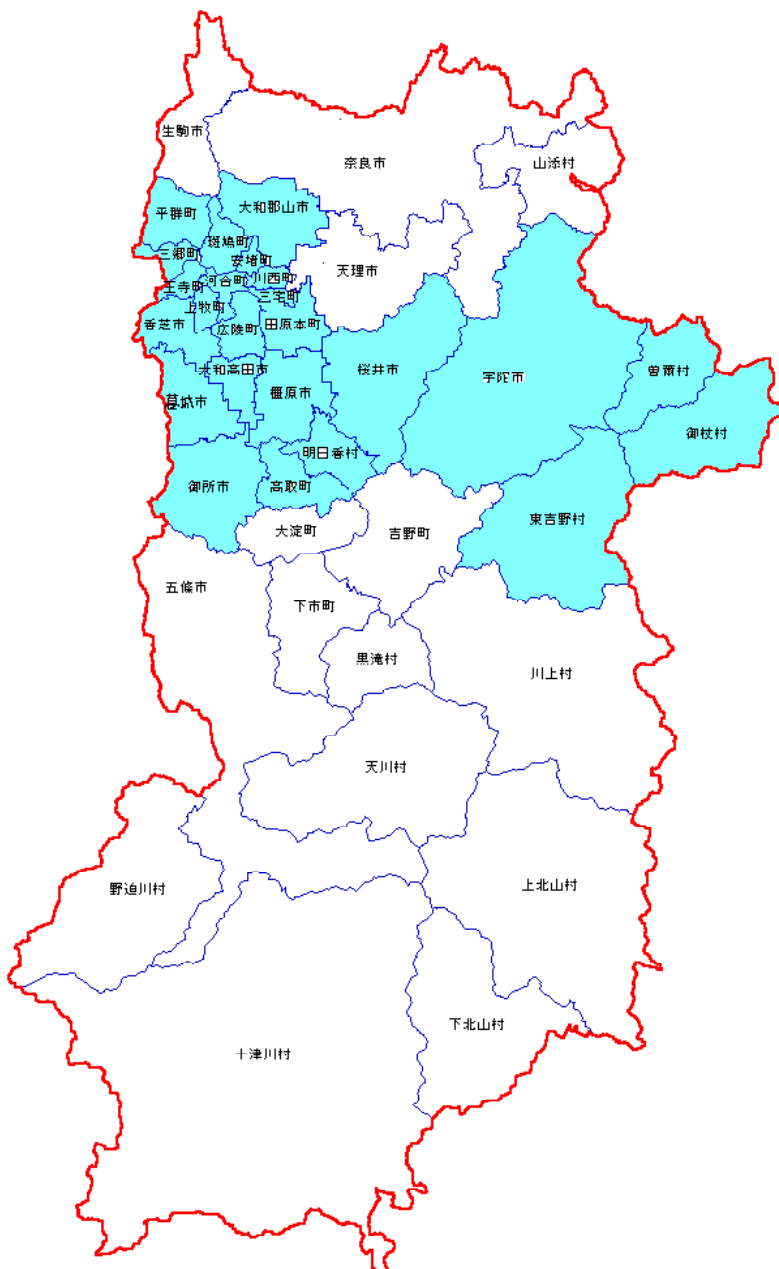 生駒市
奈良市
山添村
平群町
大和郡山市
斑鳩町
三郷町
安堵町
天理市
王寺町
河合町
川西町
三宅町
上牧町
香芝市
広陵町
田原本町
大和高田市
桜井市
宇陀市
曽爾村
葛城市
橿原市
御杖村
明日香村
御所市
高取町
東吉野村
大淀町
吉野町
五條市
下市町
黒滝村
川上村
天川村
野迫川村
上北山村
下北山村
十津川村